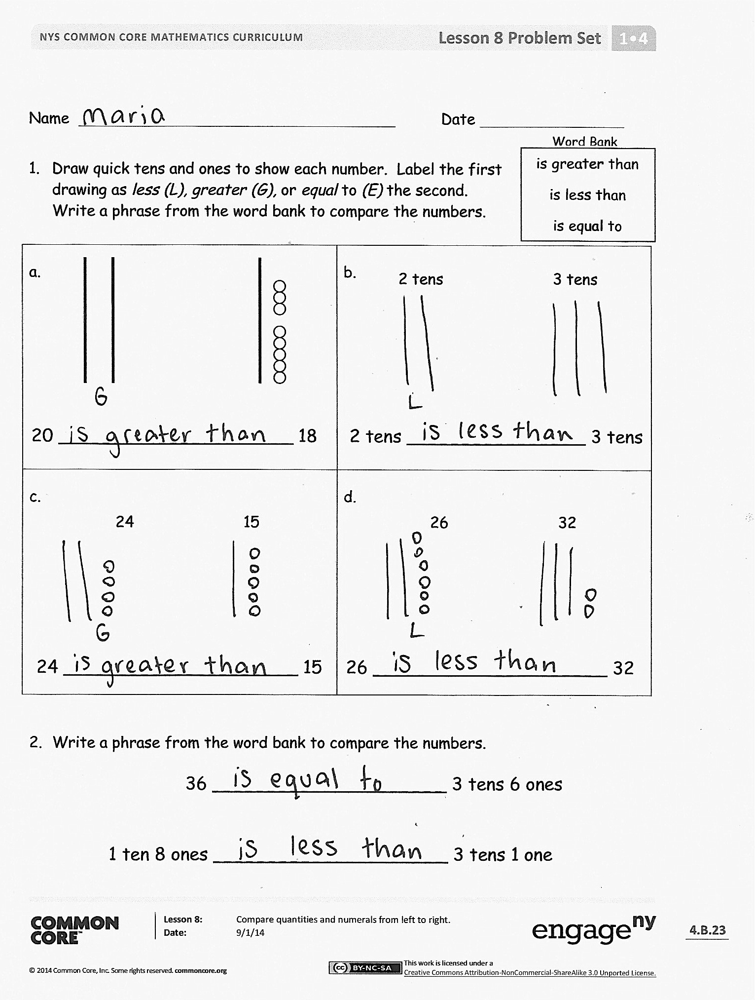 NYS COMMON CORE MATHEMATICS CURRICULUM Lesson 8 Problem Set 1•4
Name Maria Date
Word Bank
is greater than
is less than
is equal to
1. Draw quick tens and ones to show each number. Label the first
drawing as less (L), greater (G), or equal to (E) the second.
Write a phrase from the word bank to compare the numbers.
a.
G
20 is greater than 18
b.
2 tens 3 tens
L
2 tens is less than 3 tens
c.
24 15
G
24 is greater than 15
d.
26 32
L
26 is less than 32
2. Write a phrase from the word bank to compare the numbers.
36 is equal to 3 tens 6 ones
1 ten 8 ones is less than 3 tens 1 one
COMMON
CORE™
Lesson 8: Compare quantities and numerals from left to right.
Date: 9/1/14
engageny
4.B.23
© 2014 Common Core, Inc. Some rights reserved. commoncore.org
cc BY-NC-SA
This work is licensed under a
Creative Commons Attribution-NonCommercial-ShareAlike 3.0 Unported License.